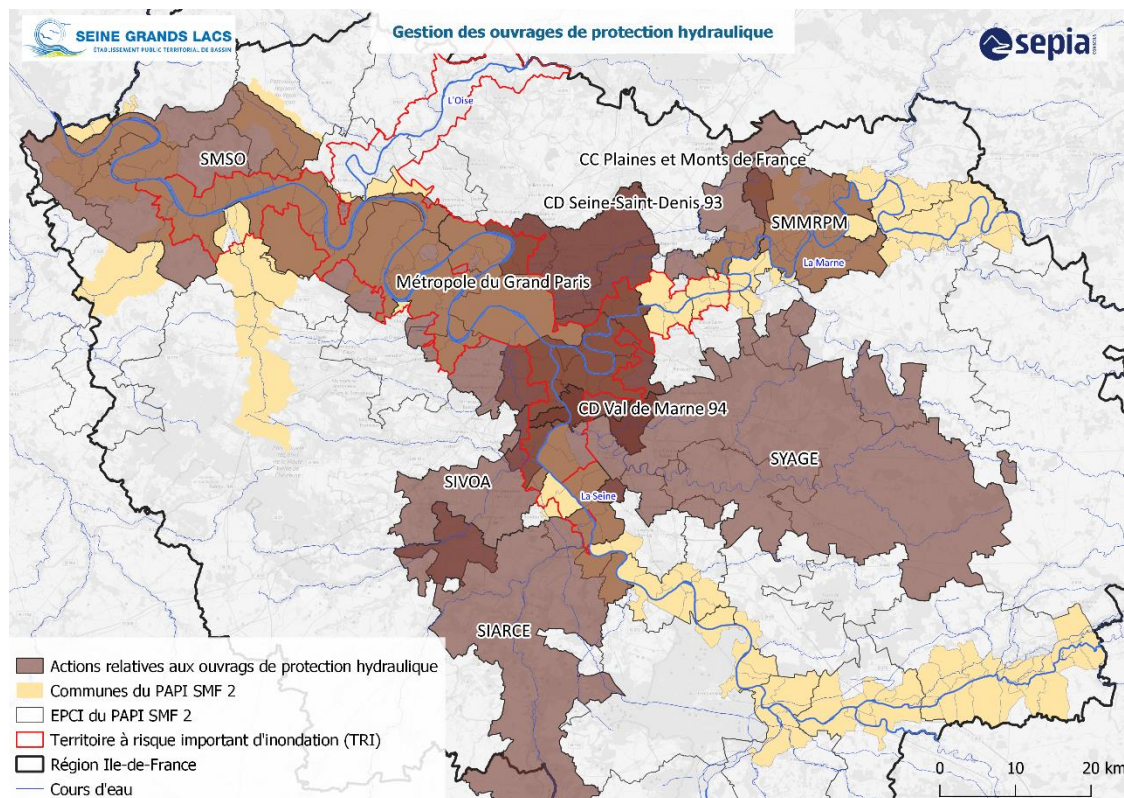 SEINE GRANDS LACS
ÉTABLISSEMENT PUBLIC TERRITORIAL DE BASSIN
Gestion des ouvrages de protection hydraulique
sepia
CONSEILS
L'Oise
SMSO
CC Plaines et Monts de France
CD Seine-Saint-Denis 93
SMMRPM
La Marne
Métropole du Grand Paris
CD Val de Marne 94
SYAGE
SIVOA
La Seine
SIARCE
Actions relatives aux ouvrags de protection hydraulique
Communes du PAPI SMF 2
EPCI du PAPI SMF 2
Territoire à risque important d'inondation (TRI)
Région Ile-de-France
Cours d'eau
0 10 20 km